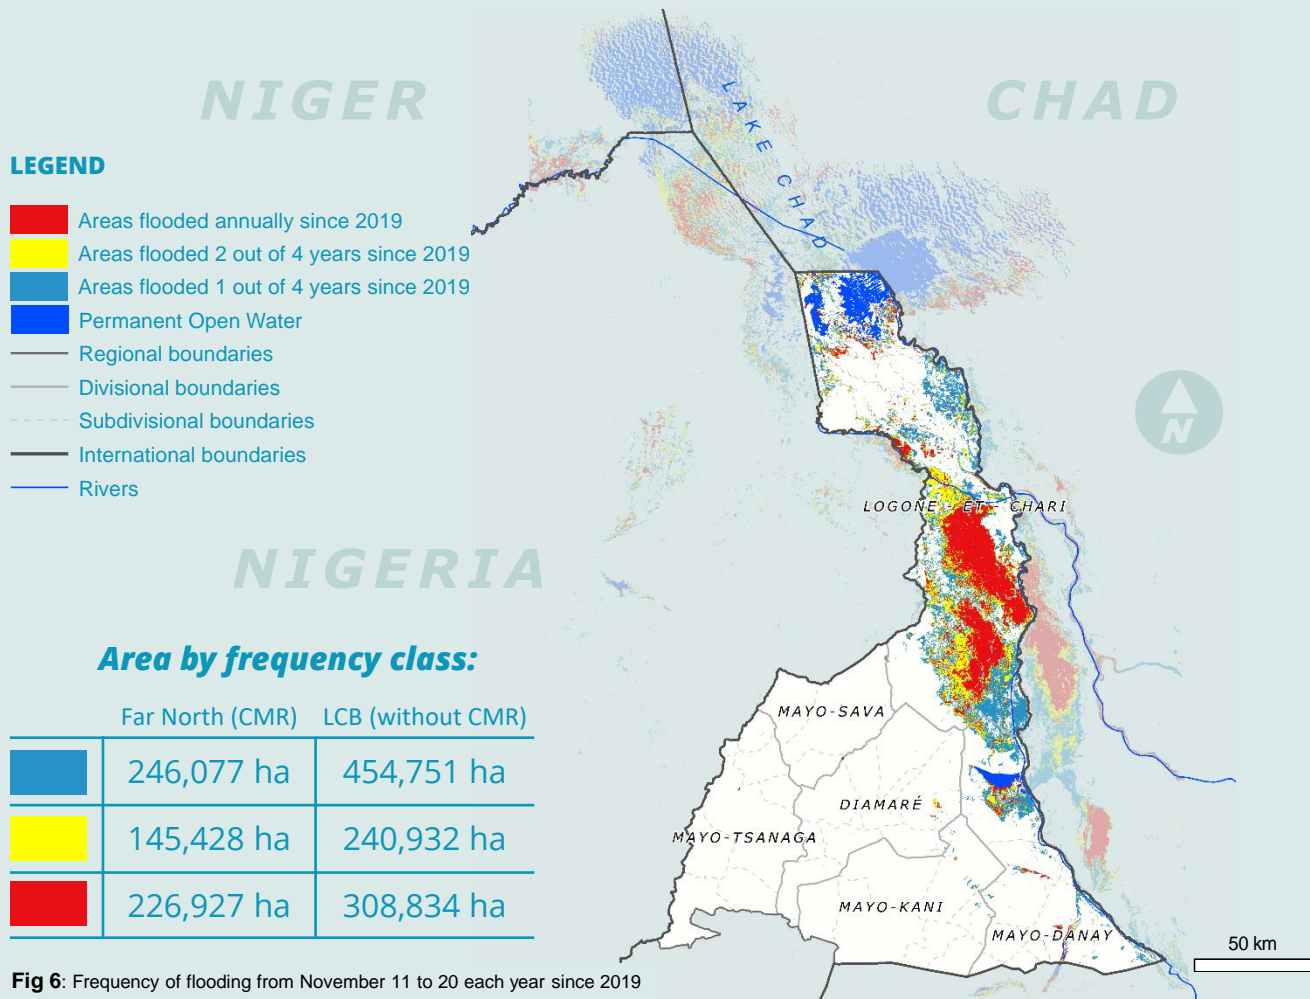 NIGER
CHAD
LAKE CHAD
LEGEND
Areas flooded annually since 2019
Areas flooded 2 out of 4 years since 2019
Areas flooded 1 out of 4 years since 2019
Permanent Open Water
Regional boundaries
Divisional boundaries
Subdivisional boundaries
International boundaries
Rivers
N
LOGONE - ET - CHARI
NIGERIA
Area by frequency class:
Far North (CMR) LCB (without CMR)
246,077 ha 454,751 ha
145,428 ha 240,932 ha
226,927 ha 308,834 ha
MAYO-SAVA
DIAMARÉ
MAYO-TSANAGA
MAYO-KANI
MAYO-DANAY
50 km
Fig 6: Frequency of flooding from November 11 to 20 each year since 2019